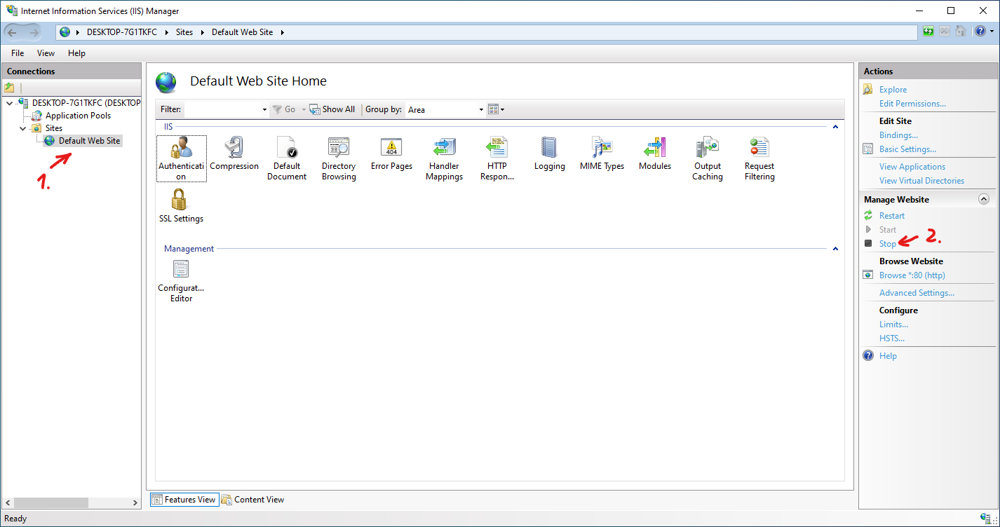 Internet Information Services (IIS) Manager
DESKTOP-7G1TKFC Sites Default Web Site
File View Help
Connections
DESKTOP-7G1TKFC (DESKTOP
Application Pools
Sites
Default Web Site
1.
Default Web Site Home
Filter: Go Show All Group by: Area
IIS
Authenticati
on
Compression
Default
Document
Directory
Browsing
Error Pages
404
Handler
Mappings
HTTP
Respon...
Logging
MIME Types
Modules
Output
Caching
Request
Filtering
SSL Settings
Management
Configurat...
Editor
Features View Content View
Actions
Explore
Edit Permissions...
Edit Site
Bindings...
Basic Settings...
View Applications
View Virtual Directories
Manage Website
Restart
Start
Stop
2.
Browse Website
Browse *:80 (http)
Advanced Settings...
Configure
Limits...
HSTS...
Help
Ready